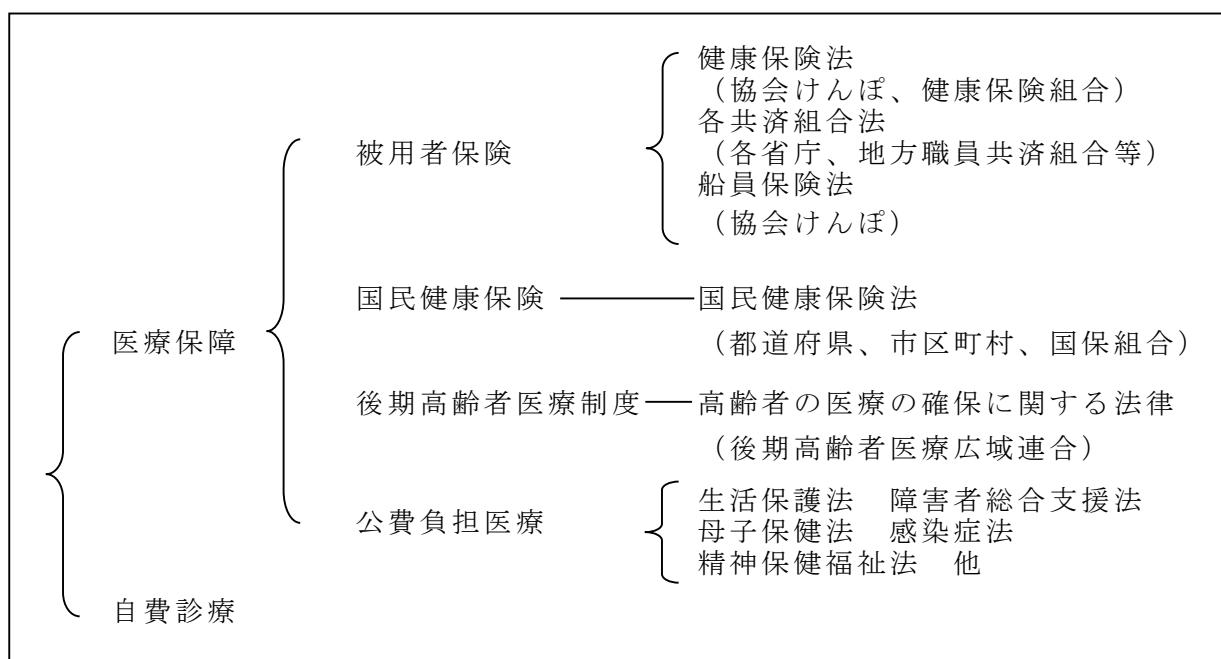 健康保険法
（協会けんぽ、健康保険組合）
各共済組合法
被用者保険
（各省庁、地方職員共済組合等）
船員保険法
（協会けんぽ）
国民健康保険
国民健康保険法
医療保障
（都道府県、市区町村、国保組合）
後期高齢者医療制度
高齢者の医療の確保に関する法律
（後期高齢者医療広域連合）
公費負担医療
生活保護法　障害者総合支援法
母子保健法　感染症法
精神保健福祉法　他
自費診療